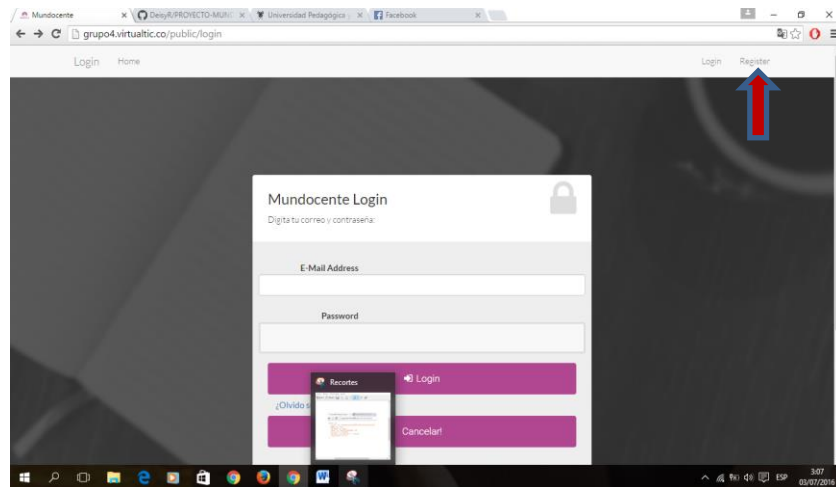 Mundocente
DeisyR/PROYECTO-MUN
Universidad Pedagógica
Facebook
grupo4.virtualtic.co/public/login
Login Home Login Register
Mundocente Login
Digita tu correo y contraseña:
E-Mail Address
Password
Recortes
Login
¿Olvido s
Cancelar!
ESP
3:07
03/07/2016